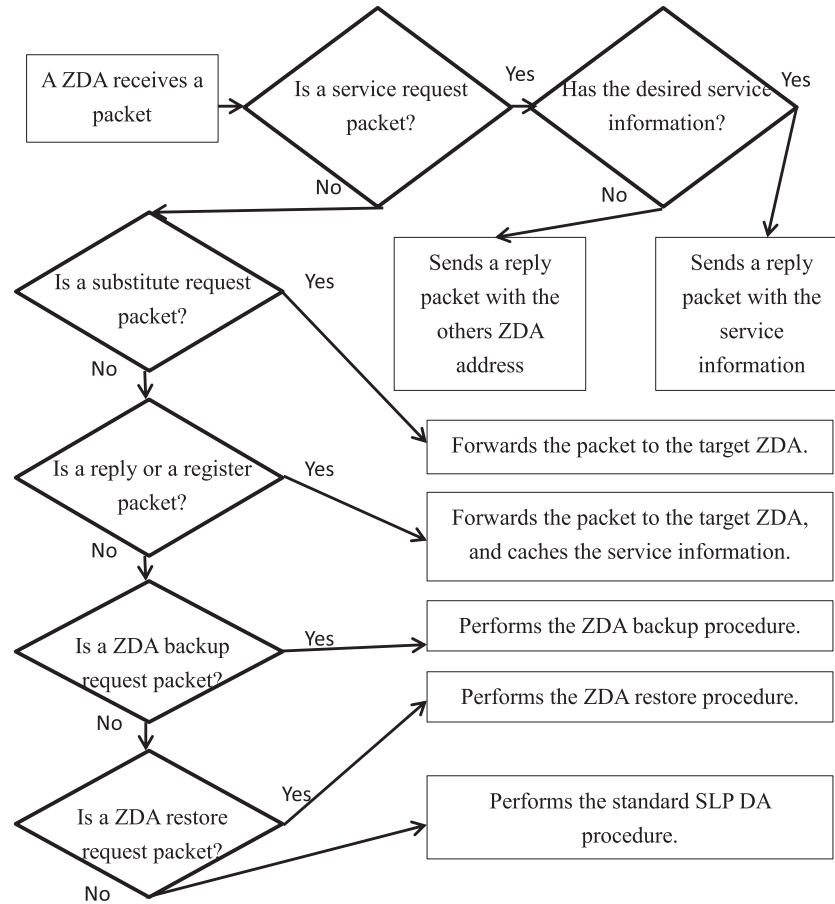 A ZDA receives a
packet
Is a service request
packet?
Yes
Has the desired service
information?
Yes
No
No
Sends a reply
packet with the
others ZDA
address
Sends a reply
packet with the
service
information
Is a substitute request
packet?
Yes
No
Forwards the packet to the target ZDA.
Is a reply or a register
packet?
Yes
No
Forwards the packet to the target ZDA,
and caches the service information.
Is a ZDA backup
request packet?
Yes
No
Performs the ZDA backup procedure.
Performs the ZDA restore procedure.
Is a ZDA restore
request packet?
Yes
No
Performs the standard SLP DA
procedure.